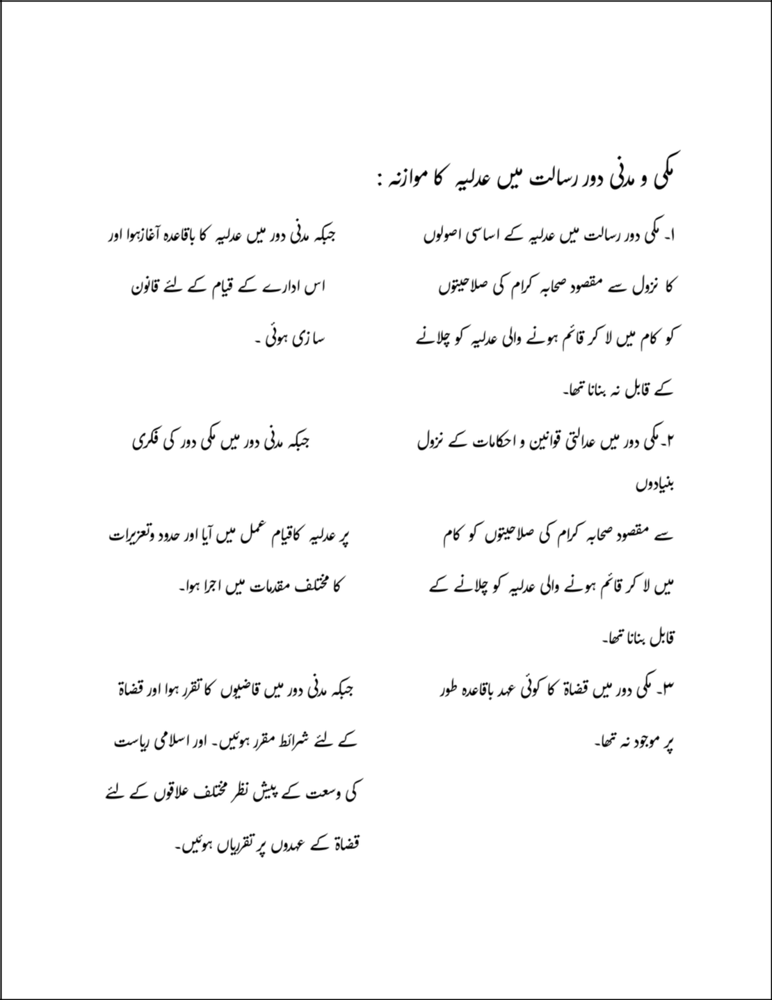 مکی و مدنی دور رسالت میں عدلیہ کا موازنہ :
۱۔ مکی دور رسالت میں عدلیہ کے اساسی اصولوں جبکہ مدنی دور میں عدلیہ کا باقاعدہ آغازہوا اور
کا نزول سے مقصود صحابہ کرام کی صلاحیتوں اس ادارے کے قیام کے لئے قانون
کو کام میں لا کر قائم ہونے والی عدلیہ کو چلانے سازی ہوئی ۔
کے قابل نہ بنانا تھا۔
۲۔مکی دور میں عدالتی قوانین و احکامات کے نزول جبکہ مدنی دور میں مکی دور کی فکری
بنیادوں
سے مقصود صحابہ کرام کی صلاحیتوں کو کام پر عدلیہ کاقیام عمل میں آیا اور حدود وتعزیرات
میں لا کر قائم ہونے والی عدلیہ کو چلانے کے کا مختلف مقدمات میں اجرا ہوا۔
قابل بنانا تھا۔
۳۔ مکی دور میں قضاة کا کوئی عہد باقاعدہ طور جبکہ مدنی دور میں قاضیوں کا تقرر ہوا اور قضاة
پر موجود نہ تھا۔ کے لئے شرائط مقرر ہوئیں۔ اور اسلامی ریاست
کی وسعت کے پیش نظر مختلف علاقوں کے لئے
قضاة کے عہدوں پر تقرریاں ہوئیں۔